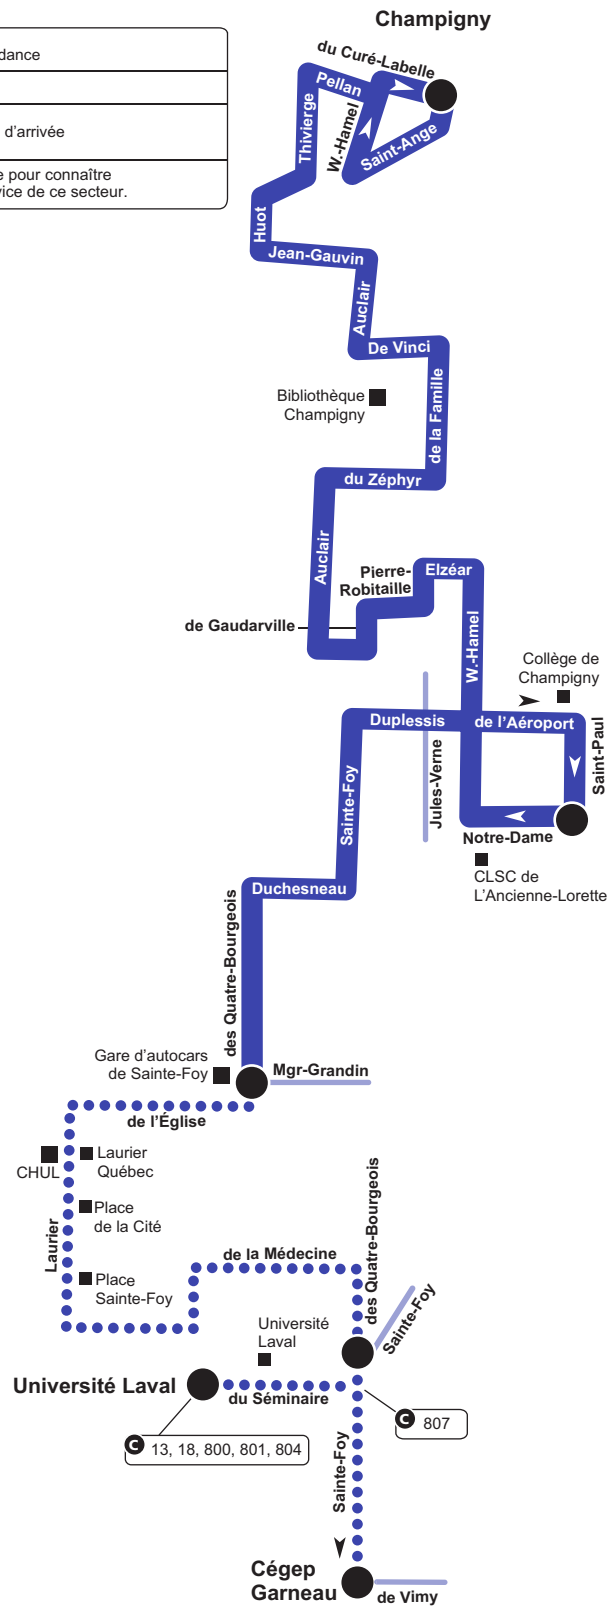 Champigny
dance
d'arrivée
e pour connaître
vice de ce secteur.
du Curé-Labelle
Pellan
Thivierge
W.-Hamel
Saint-Ange
Huot
Jean-Gauvin
Auclair
De Vinci
Bibliothèque
Champigny
de la Famille
du Zéphyr
Auclair
Pierre-
Robitaille
Elzéar
de Gaudarville
W.-Hamel
Collège de
Champigny
Duplessis
de l'Aéroport
Saint-Paul
Sainte-Foy
Jules-Verne
Notre-Dame
CLSC de
L'Ancienne-Lorette
Duchesneau
des Quatre-Bourgeois
Gare d'autocars
de Sainte-Foy
Mgr-Grandin
de l'Église
CHUL
Laurier
Québec
Place
de la Cité
Laurier
Place
Sainte-Foy
de la Médecine
des Quatre-Bourgeois
Sainte-Foy
Université
Laval
Université Laval
du Séminaire
C 807
C 13, 18, 800, 801, 804
Sainte-Foy
Cégep
Garneau
de Vimy